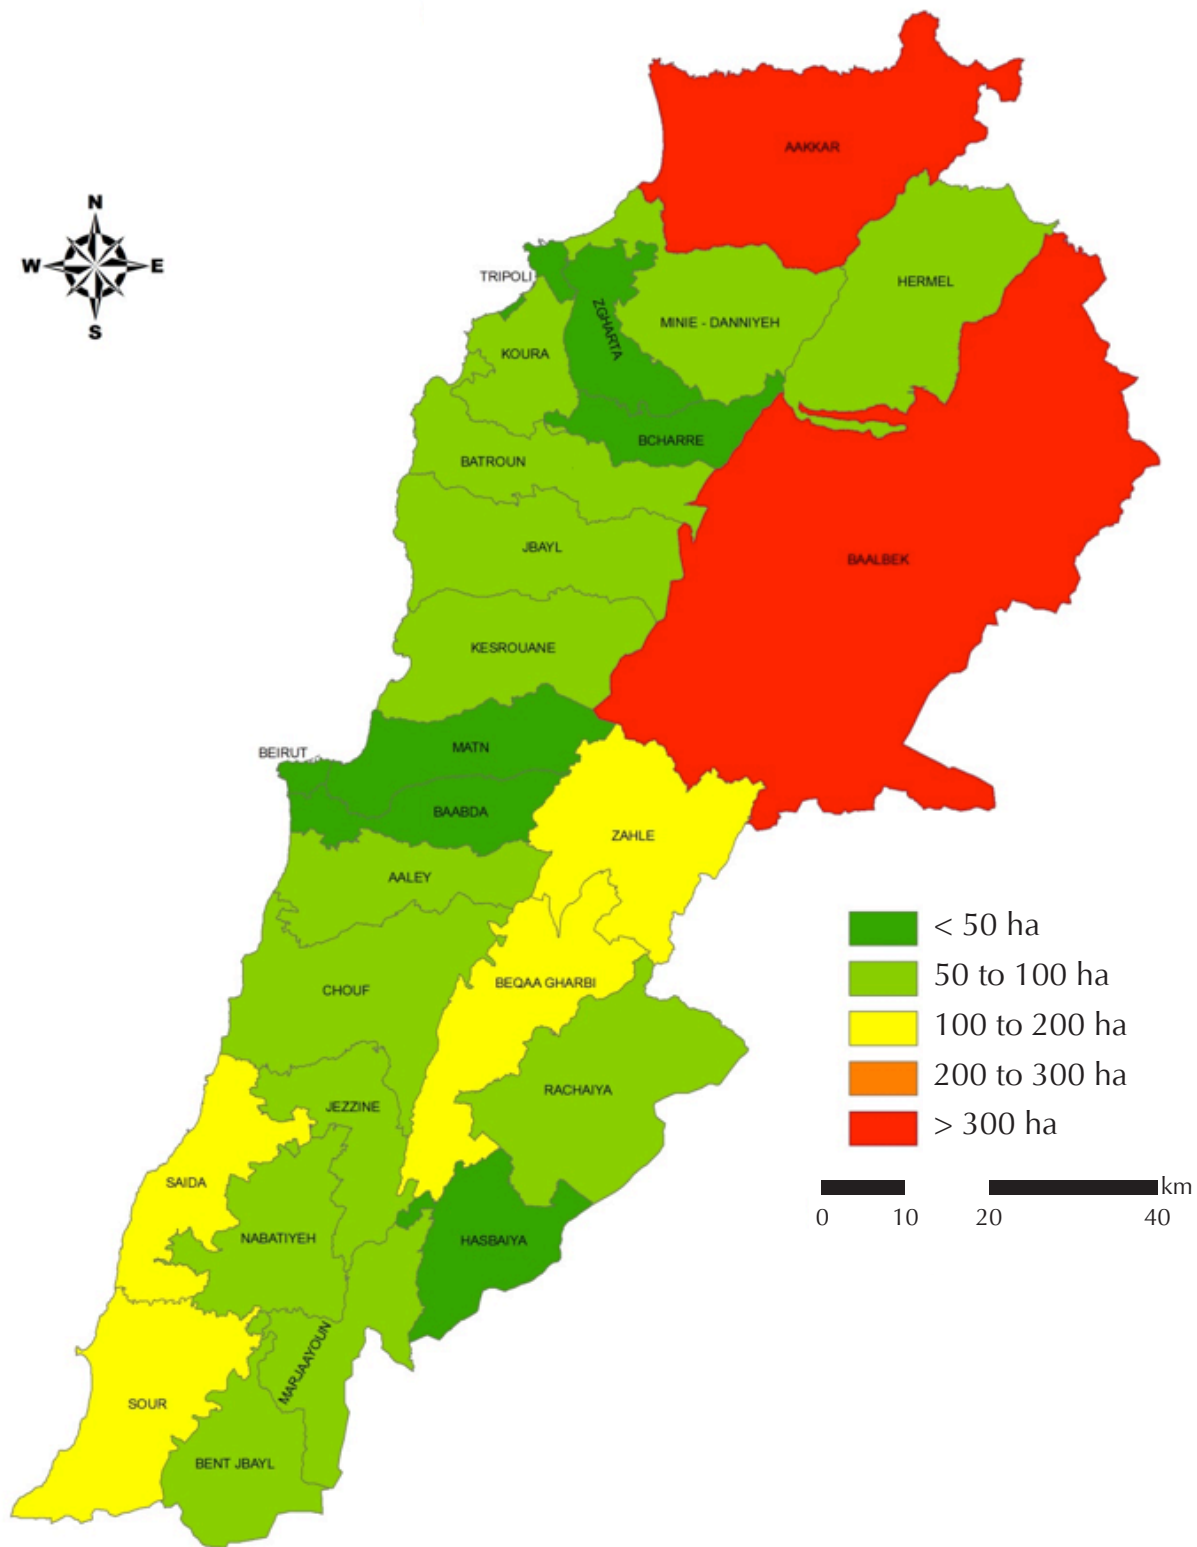 N
W E
S
AAKKAR
HERMEL
TRIPOLI
ZGHARTA
MINIE - DANNIYEH
KOURA
BCHARRE
BATROUN
JBAYL
BAALBEK
KESROUANE
BEIRUT
MATN
BAABDA
ZAHLE
AALEY
CHOUF
BEQAA GHARBI
RACHAIYA
JEZZINE
SAIDA
NABATIYEH
HASBAIYA
MARJAAYOUN
SOUR
BENT JBAYL
< 50 ha
50 to 100 ha
100 to 200 ha
200 to 300 ha
> 300 ha
km
0 10 20 40